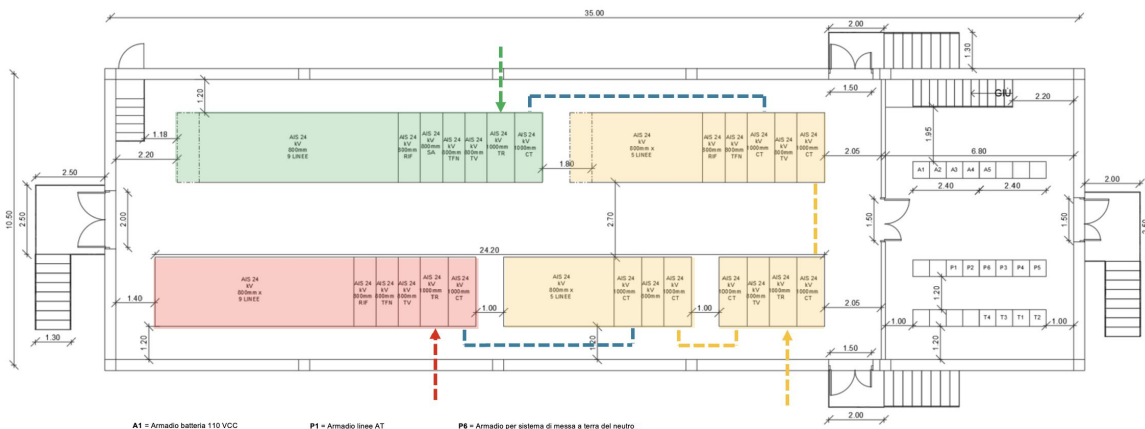 35.00
2.00
1.30
1.50
GIÙ
2.20
1.20
1.18
2.20
AIS 24
kV
800mm
9 LINEE
AIS 24
kV
800mm
RIF
AIS 24
kV
800mm
SA
AIS 24
kV
800mm
TFN
AIS 24
kV
800mm
TV
AIS 24
kV
1000mm
TR
AIS 24
kV
1000mm
CT
1.80
AIS 24
kV
800mm x
5 LINEE
AIS 24
kV
800mm
RIF
AIS 24
kV
800mm
TFN
AIS 24
kV
1000mm
CT
AIS 24
kV
800mm
TV
AIS 24
kV
1000mm
CT
2.05
1.95
6.80
A1 A2 A3 A4 A5
2.40
2.40
2.50
2.50
2.00
10.50
2.70
24.20
1.50
1.50
2.00
1.40
AIS 24
kV
800mm x
9 LINEE
AIS 24
kV
800mm
RIF
AIS 24
kV
800mm
TFN
AIS 24
kV
800mm
TV
AIS 24
kV
1000mm
TR
AIS 24
kV
1000mm
CT
1.00
AIS 24
kV
800mm x
5 LINEE
AIS 24
kV
1000mm
CT
AIS 24
kV
800mm
TV
AIS 24
kV
1000mm
CT
1.00
AIS 24
kV
1000mm
CT
AIS 24
kV
1000mm
TR
AIS 24
kV
1000mm
CT
2.05
P1 P2 P6 P3 P4 P5
1.20
1.00
T4 T3 T1 T2
1.00
1.20
1.30
1.20
1.20
1.50
2.00
A1 = Armadio batteria 110 VCC
P1 = Armadio linee AT
P6 = Armadio per sistema di messa a terra del neutro